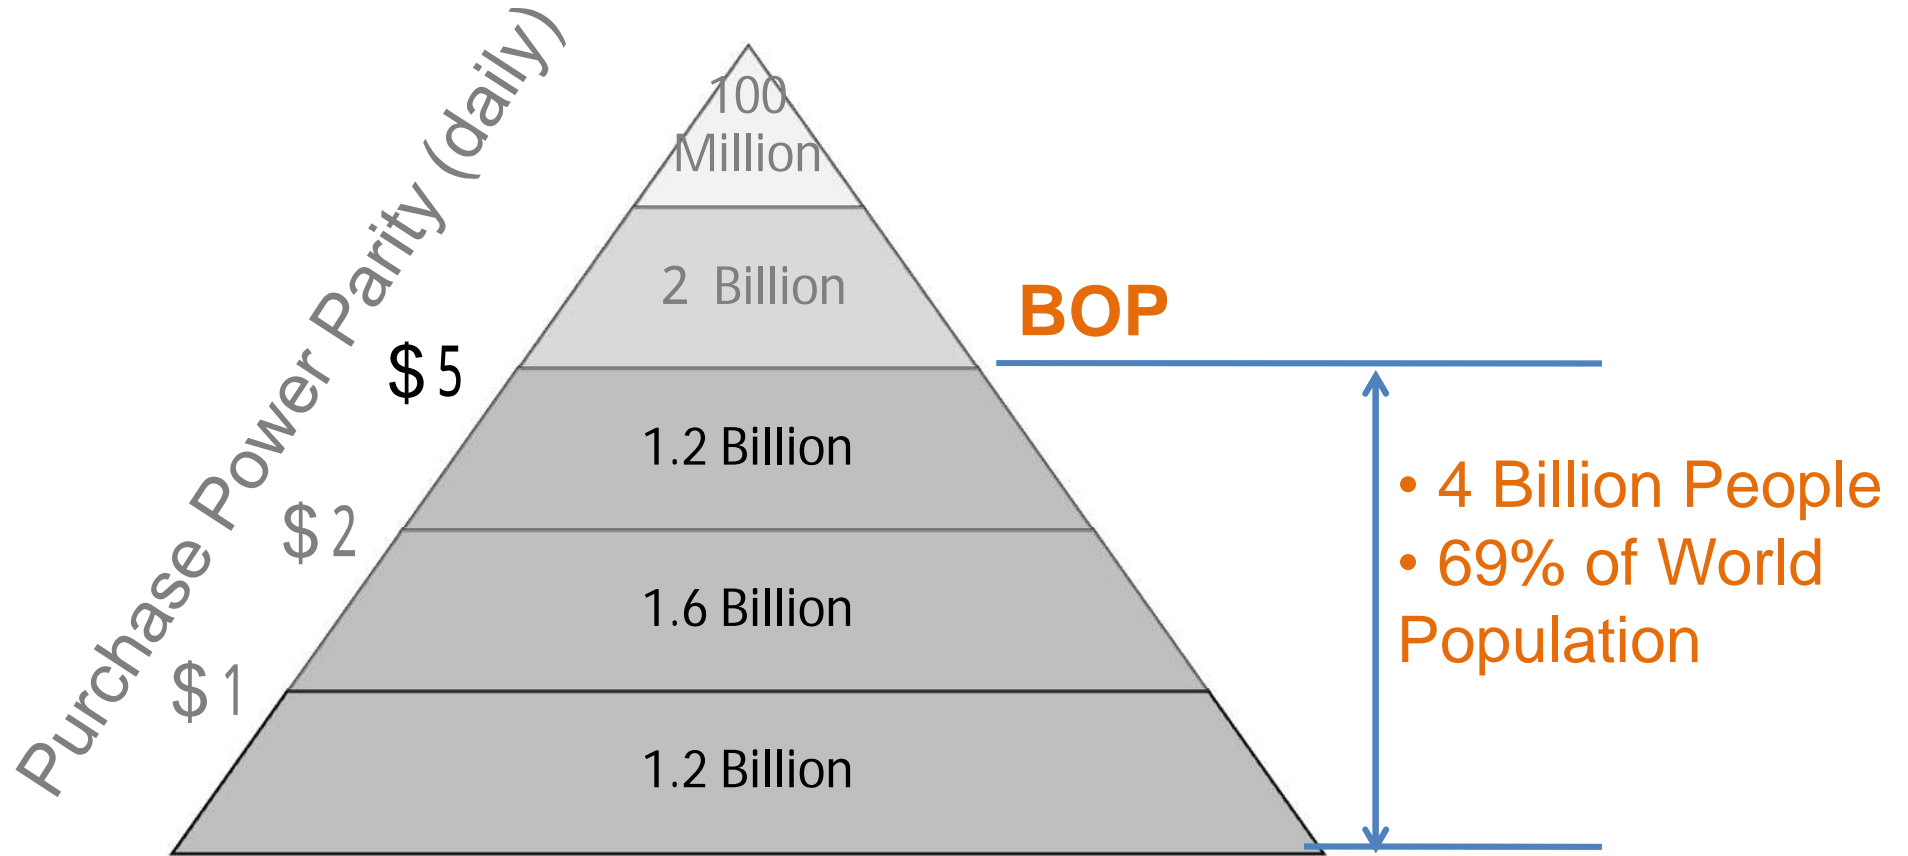 Purchase Power Parity (daily)
100
Million
2 Billion
BOP
$ 5
1.2 Billion
• 4 Billion People
$ 2
• 69% of World
1.6 Billion
Population
$ 1
1.2 Billion